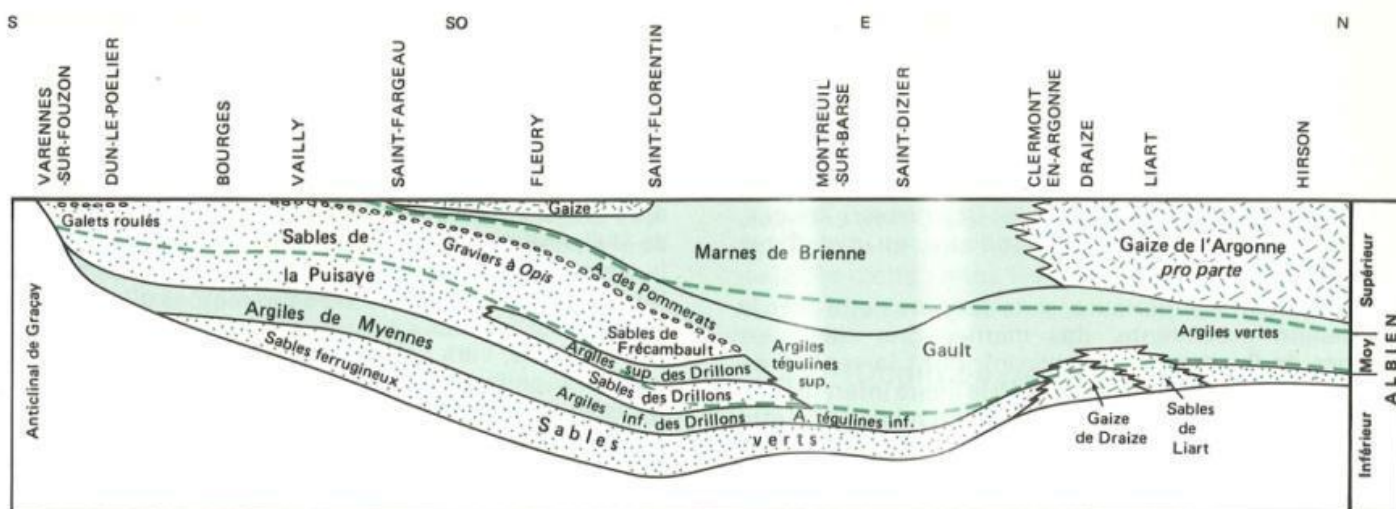 S
SO
E
N
VARENNES
-SUR-FOUZON
DUN-LE-POELIER
BOURGES
VAILLY
SAINT-FARGEAU
FLEURY
SAINT-FLORENTIN
MONTREUIL
-SUR-BARSE
SAINT-DIZIER
CLERMONT
EN-ARGONNE
DRAIZE
LIART
HIRSON
Anticlinal de Graçay
Galets roulés
Sables de
la Puisaye
Graviers à Opis
Gaize
A. des Pommerats
Marnes de Brienne
Gaize de l'Argonne
pro parte
Argiles de Myennes
Sables ferrugineux
Sables de
Frécambault
Argiles sup. des Drillons
Sables des Drillons
Argiles inf. des Drillons
Argiles
tégulines
sup.
A. tégulines inf.
Gault
Argiles vertes
Sables verts
Gaize
de Draize
Sables
de
Liart
Supérieur
Moy
Inférieur
ALBIEN